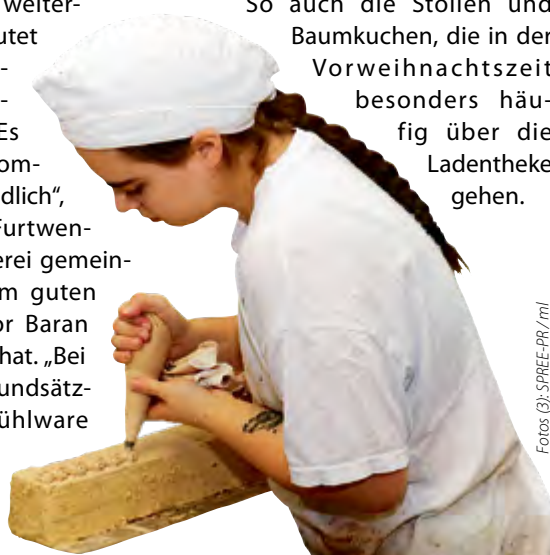 weiter-
utet
-
-
Es
om-
dlich“,
Furtwen-
erei gemein-
m guten
or Baran
hat. „Bei
undsätz-
ühlware
So auch die Stollen und
Baumkuchen, die in der
Vorweihnachtszeit
besonders häu-
fig über die
Ladentheke
gehen.
Fotos (3): SPREE-PR/ml